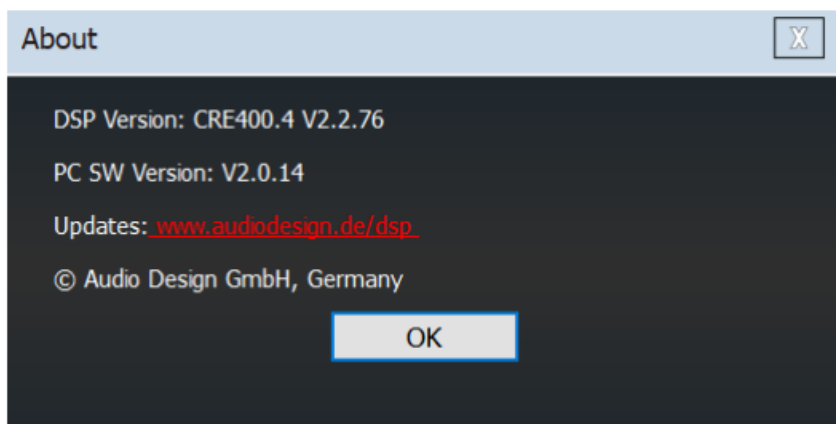 About
X
DSP Version: CRE400.4 V2.2.76
PC SW Version: V2.0.14
Updates: www.audiodesign.de/dsp
© Audio Design GmbH, Germany
OK